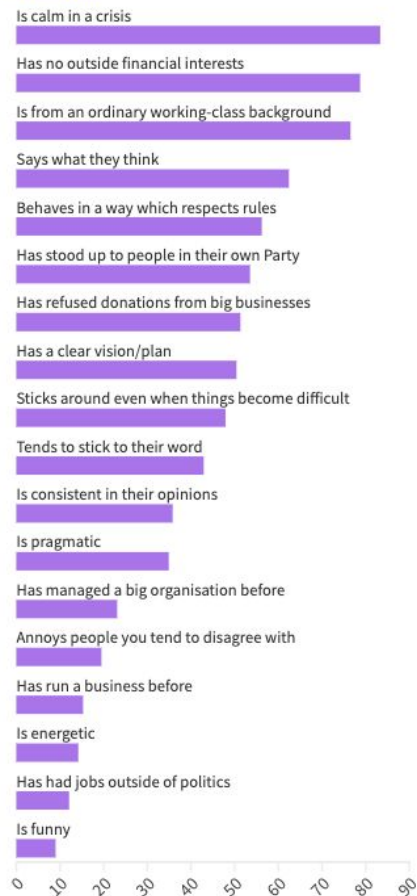 Is calm in a crisis
Has no outside financial interests
Is from an ordinary working-class background
Says what they think
Behaves in a way which respects rules
Has stood up to people in their own Party
Has refused donations from big businesses
Has a clear vision/plan
Sticks around even when things become difficult
Tends to stick to their word
Is consistent in their opinions
Is pragmatic
Has managed a big organisation before
Annoys people you tend to disagree with
Has run a business before
Is energetic
Has had jobs outside of politics
Is funny
0 10 20 30 40 50 60 70 80 90